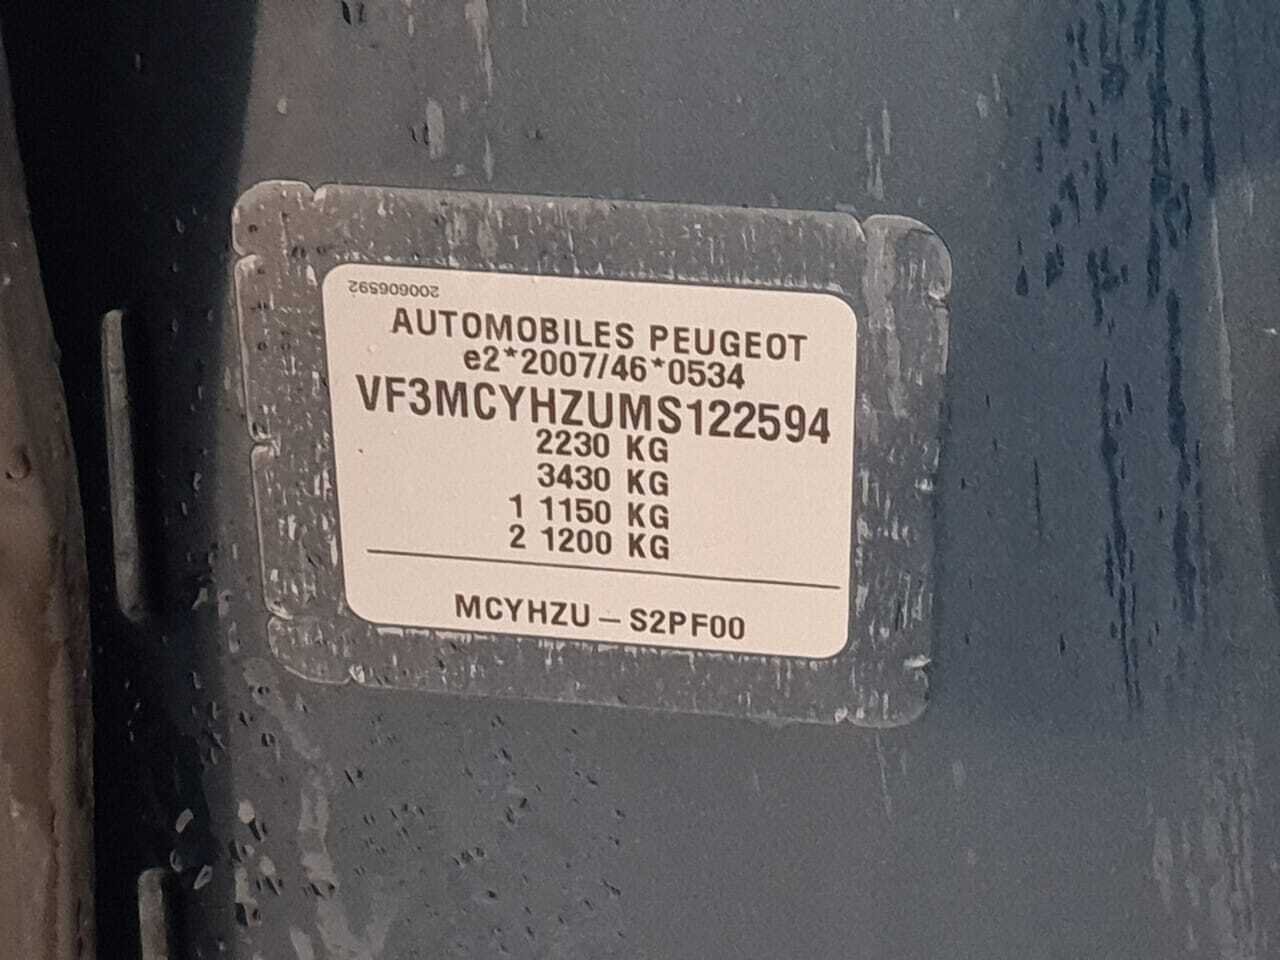 200606592
AUTOMOBILES PEUGEOT
e2*2007/46*0534
VF3MCYHZUMS122594
2230 KG
3430 KG
1 1150 KG
2 1200 KG
MCYHZU – S2PF00